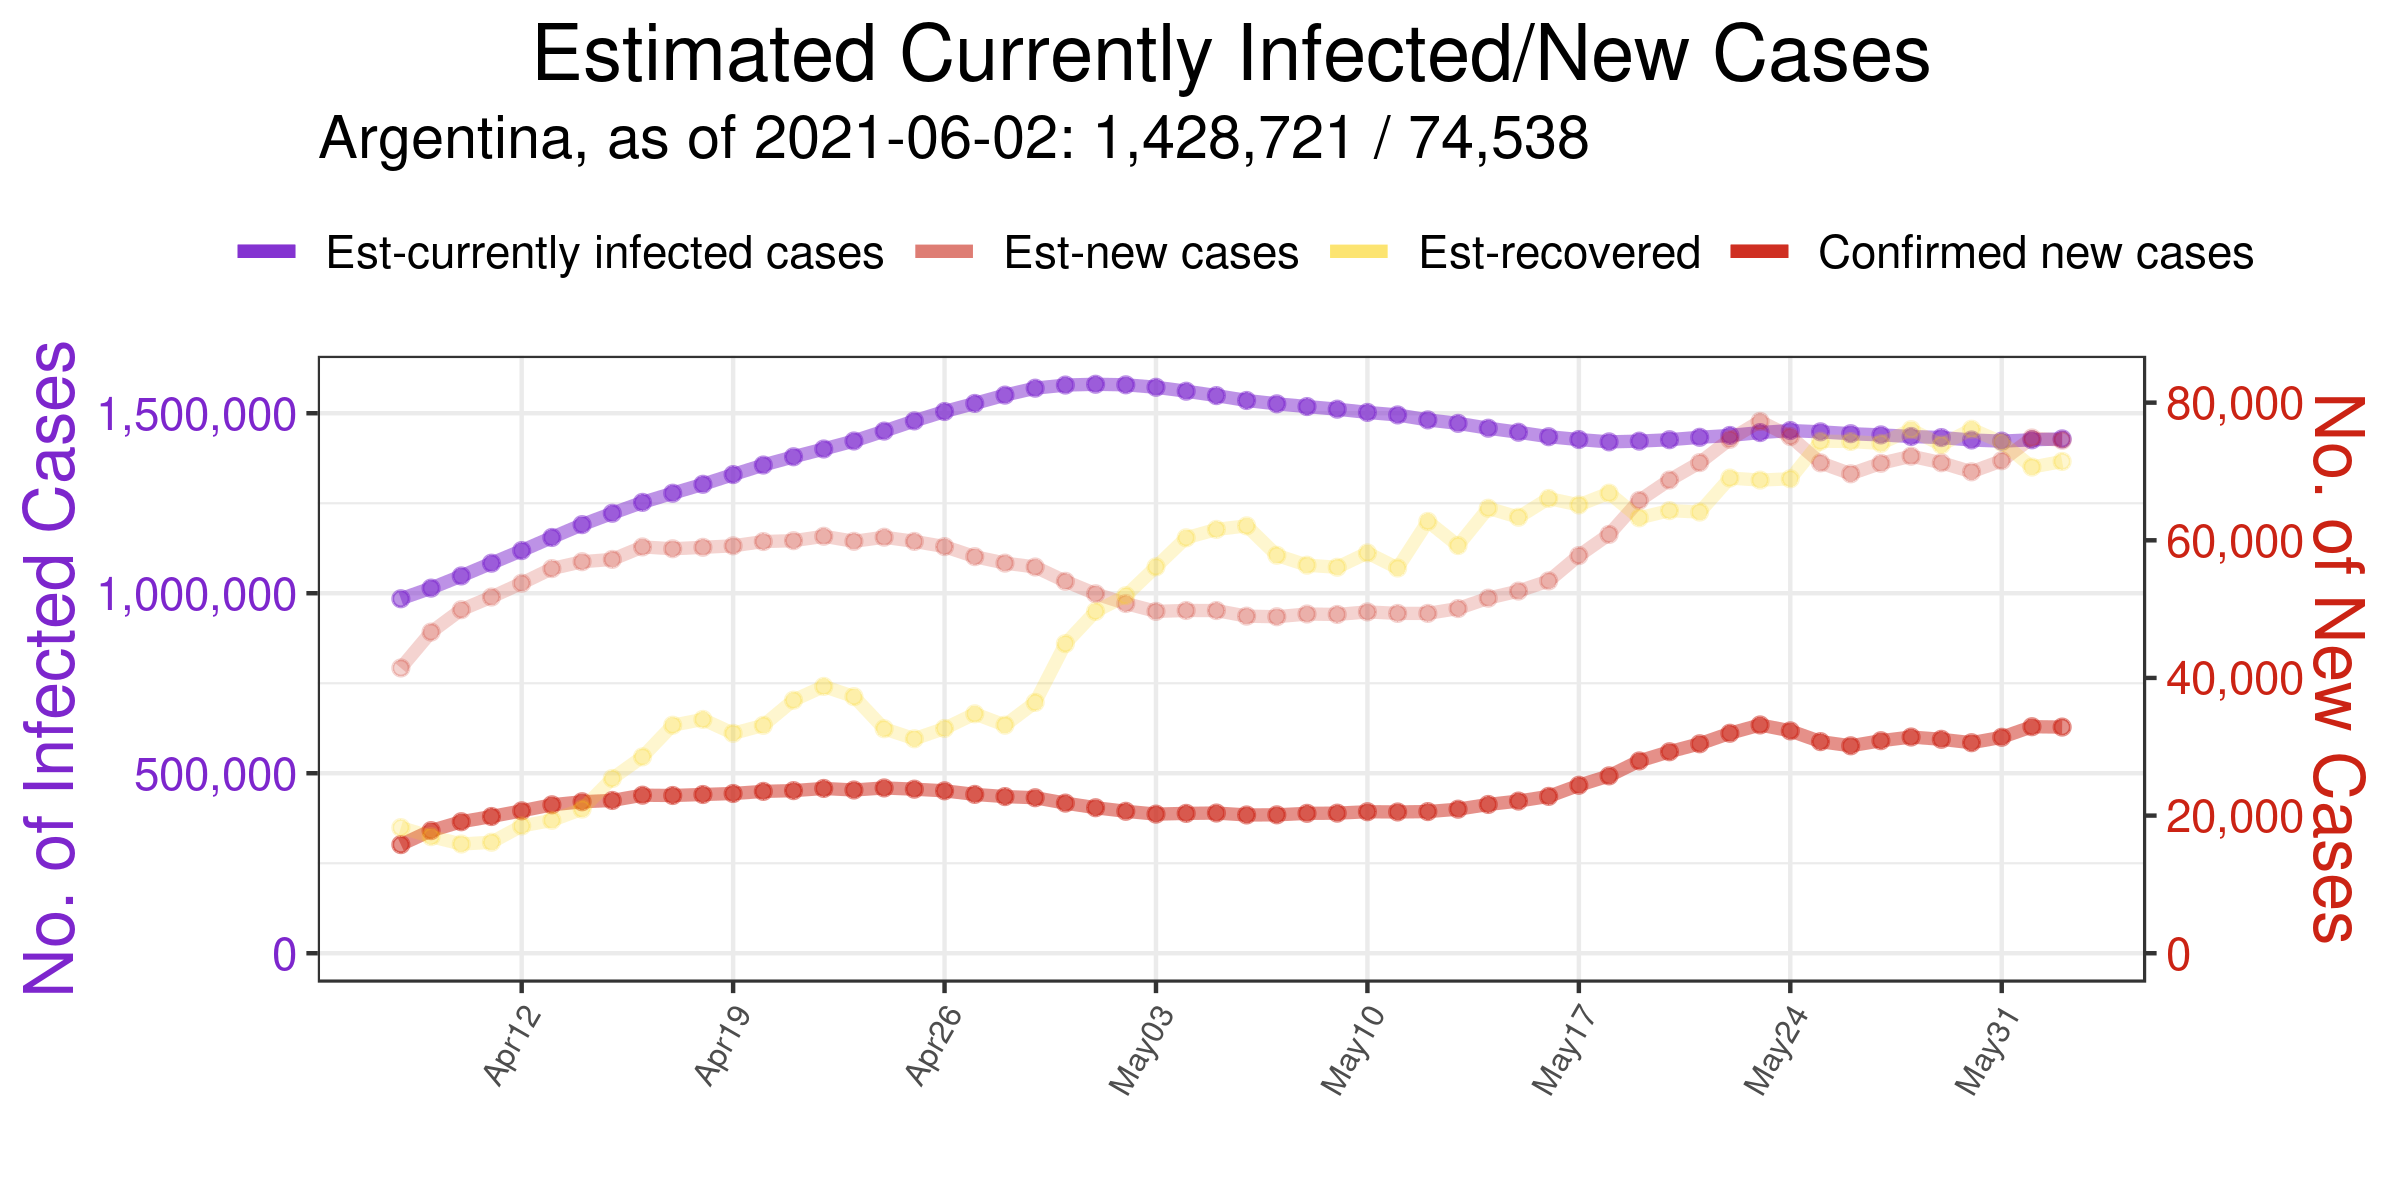 Estimated Currently Infected/New Cases
Argentina, as of 2021-06-02: 1,428,721 / 74,538
Est-currently infected cases Est-new cases Est-recovered Confirmed new cases
No. of Infected Cases
1,500,000
1,000,000
500,000
0
80,000
60,000
40,000
20,000
0
No. of New Cases
Apr12 Apr19 Apr26 May03 May10 May17 May24 May31